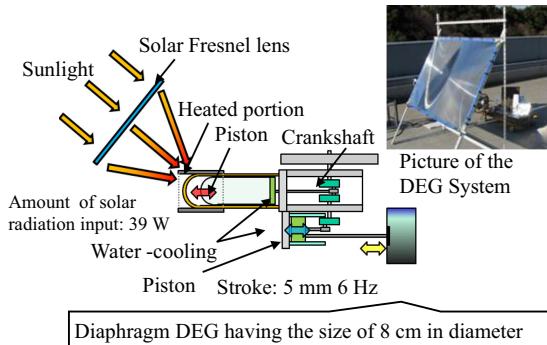 Solar Fresnel lens
Sunlight
Heated portion
Piston
Crankshaft
Picture of the
DEG System
Amount of solar
radiation input: 39 W
Water -cooling
Piston
Stroke: 5 mm 6 Hz
Diaphragm DEG having the size of 8 cm in diameter